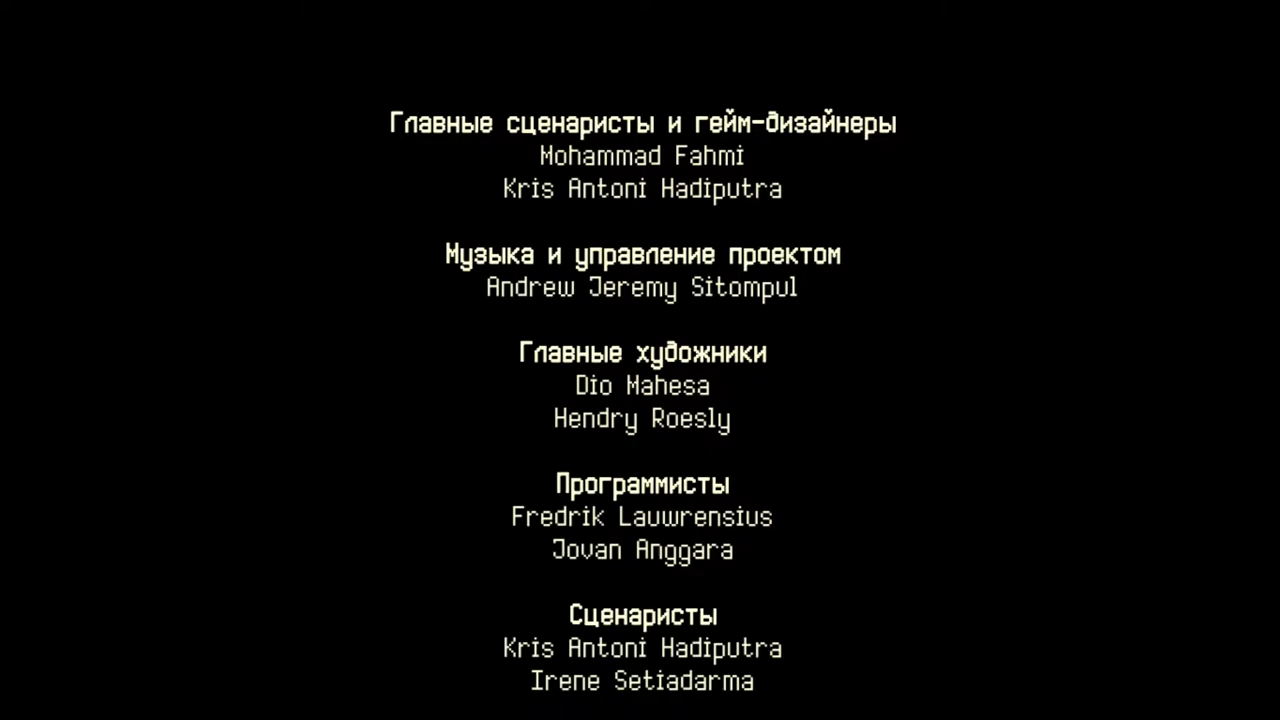 Главные сценаристы и гейм-дизайнеры
Mohammad Fahmi
Kris Antoni Hadiputra
Музыка и управление проектом
Andrew Jeremy Sitompul
Главные художники
Dio Mahesa
Hendry Roesly
Программисты
Fredrik Lauwrensius
Jovan Anggara
Сценаристы
Kris Antoni Hadiputra
Irene Setiadarma